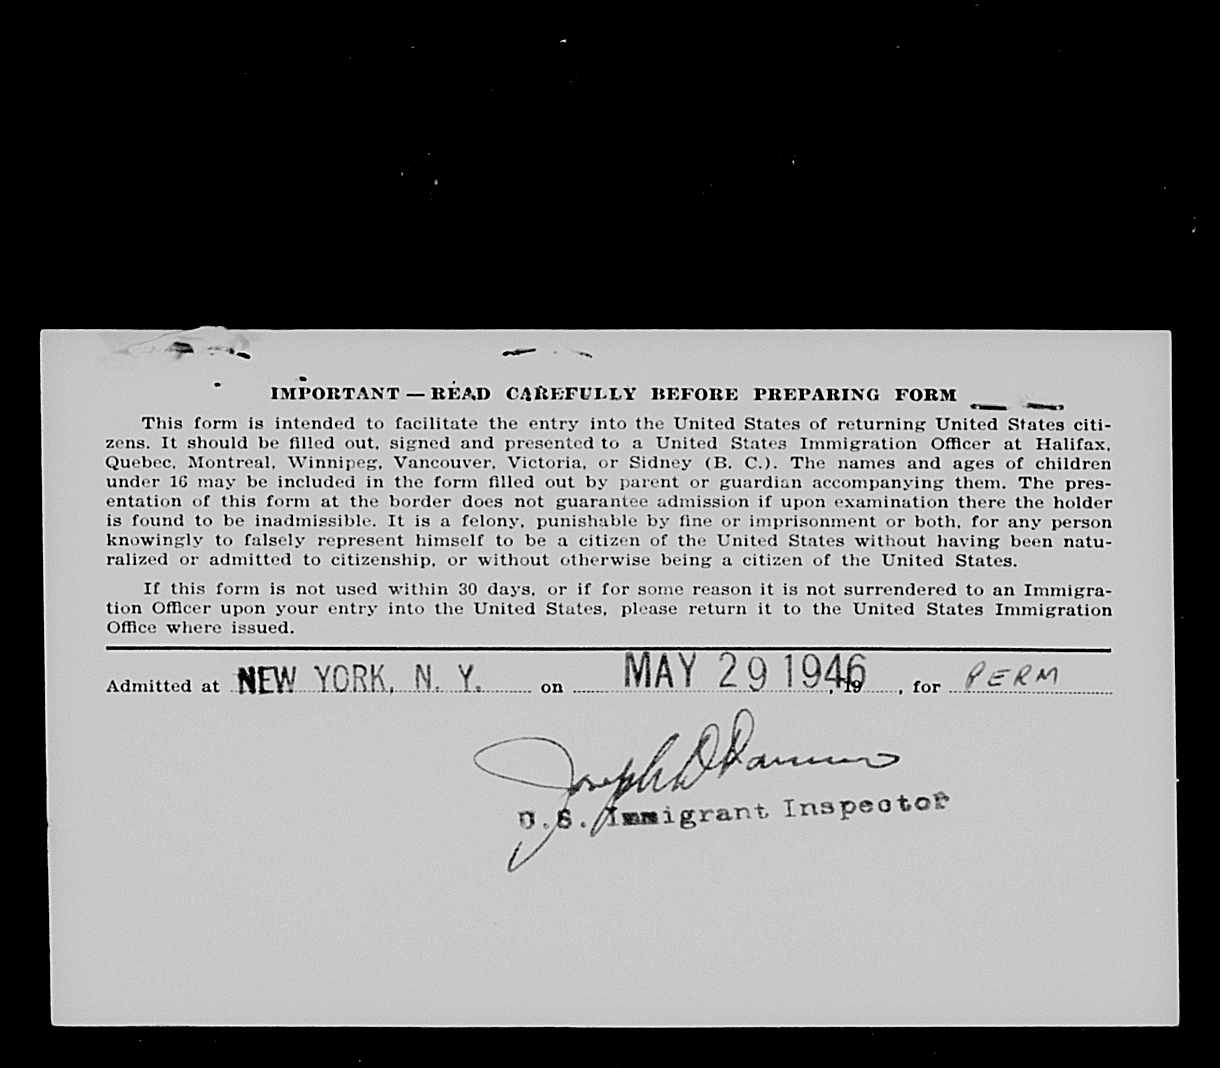 IMPORTANT — READ CAREFULLY BEFORE PREPARING FORM
This form is intended to facilitate the entry into the United States of returning United States citi-
zens. It should be filled out, signed and presented to a United States Immigration Officer at Halifax,
Quebec, Montreal, Winnipeg, Vancouver, Victoria, or Sidney (B. C.). The names and ages of children
under 16 may be included in the form filled out by parent or guardian accompanying them. The pres-
entation of this form at the border does not guarantee admission if upon examination there the holder
is found to be inadmissible. It is a felony, punishable by fine or imprisonment or both, for any person
knowingly to falsely represent himself to be a citizen of the United States without having been natu-
ralized or admitted to citizenship, or without otherwise being a citizen of the United States.
If this form is not used within 30 days, or if for some reason it is not surrendered to an Immigra-
tion Officer upon your entry into the United States, please return it to the United States Immigration
Office where issued.
Admitted at NEW YORK, N. Y. on MAY 29 1946, 19, for PERM
Joseph D
U.S. Immigrant Inspector